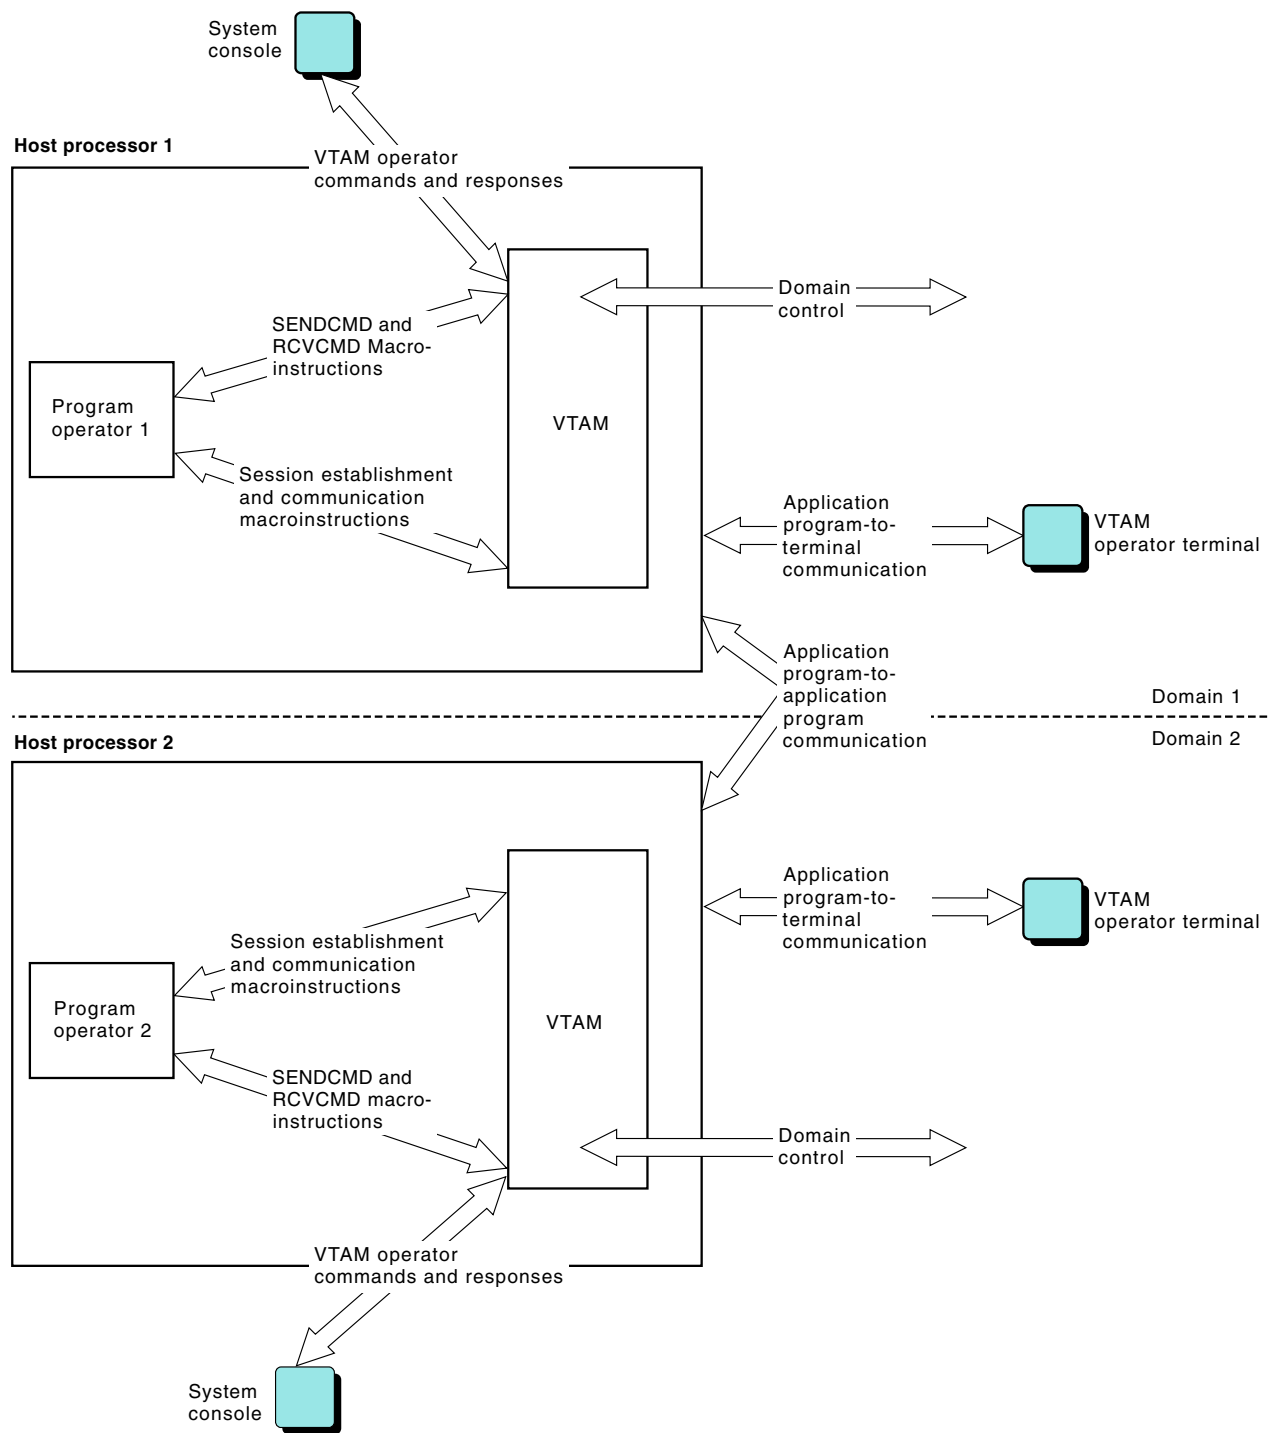 System
console
Host processor 1
VTAM operator
commands and responses
Domain
control
SENDCMD and
RCVCMD Macro-
instructions
Program
operator 1
VTAM
Session establishment
and communication
macroinstructions
Application
program-to-
terminal
communication
VTAM
operator terminal
Application
program-to-
application
program
communication
Domain 1
Host processor 2
Domain 2
Application
program-to-
terminal
communication
VTAM
operator terminal
Session establishment
and communication
macroinstructions
Program
operator 2
VTAM
SENDCMD and
RCVCMD macro-
instructions
Domain
control
VTAM operator
commands and responses
System
console